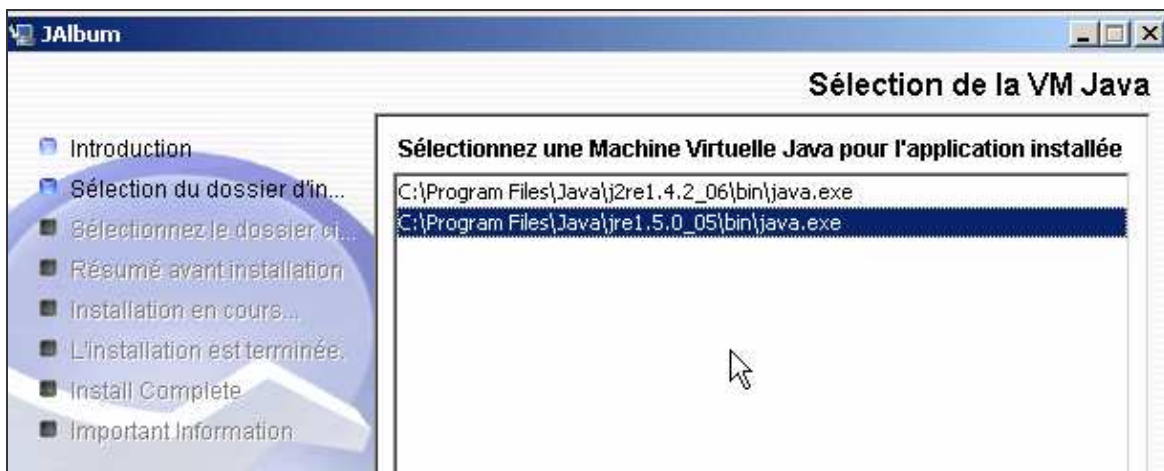 JAlbum
Sélection de la VM Java
Introduction
Sélection du dossier d'in...
Sélectionnez le dossier ci...
Résumé avant installation
Installation en cours...
L'installation est terminée.
Install Complete
Important Information
Sélectionnez une Machine Virtuelle Java pour l'application installée
C:\Program Files\Java\j2re1.4.2_06\bin\java.exe
C:\Program Files\Java\jre1.5.0_05\bin\java.exe